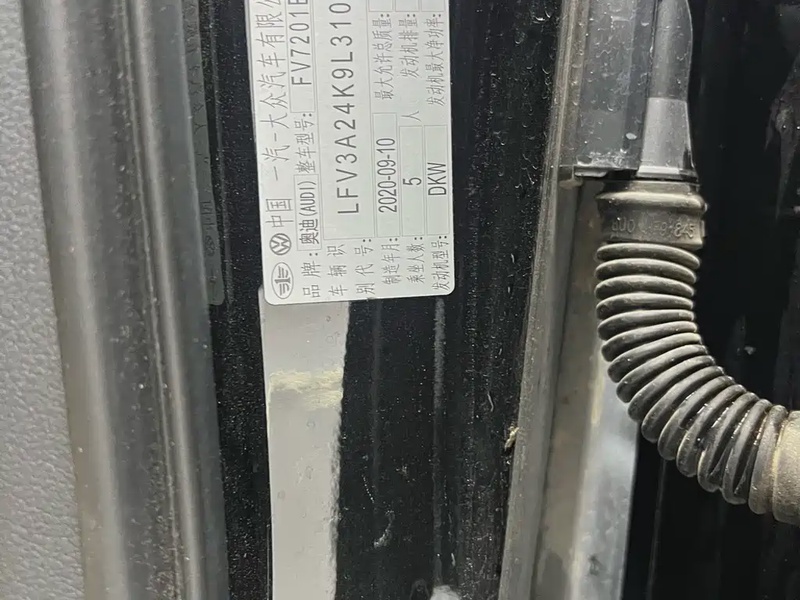 中国 一汽-大众汽车有限公
品牌: 奥迪(AUDI) 整车型号: FV7201B
车辆识别代号: LFV3A24K9L310
制造年月: 2020-09-10 最大允许总质量:
乘坐人数: 5 人 发动机排量:
发动机型号: DKW 发动机最大净功率: